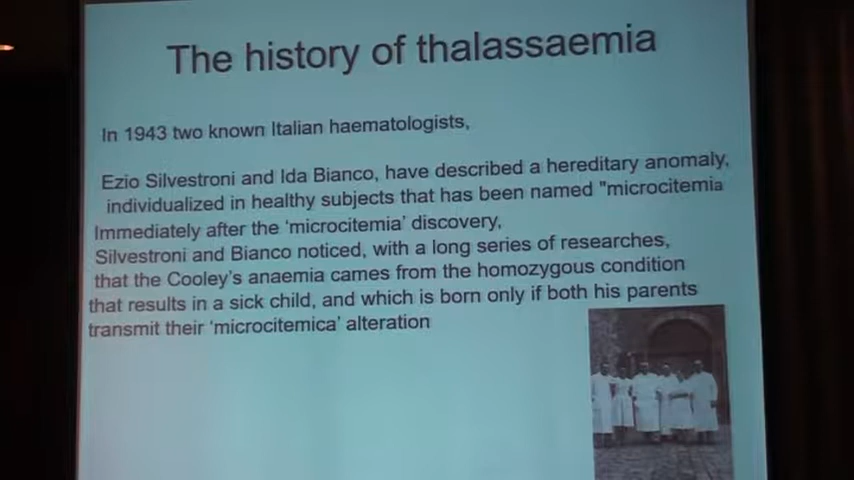 The history of thalassaemia
In 1943 two known Italian haematologists,
Ezio Silvestroni and Ida Bianco, have described a hereditary anomaly,
individualized in healthy subjects that has been named "microcitemia
Immediately after the 'microcitemia' discovery,
Silvestroni and Bianco noticed, with a long series of researches,
that the Cooley's anaemia cames from the homozygous condition
that results in a sick child, and which is born only if both his parents
transmit their 'microcitemica' alteration